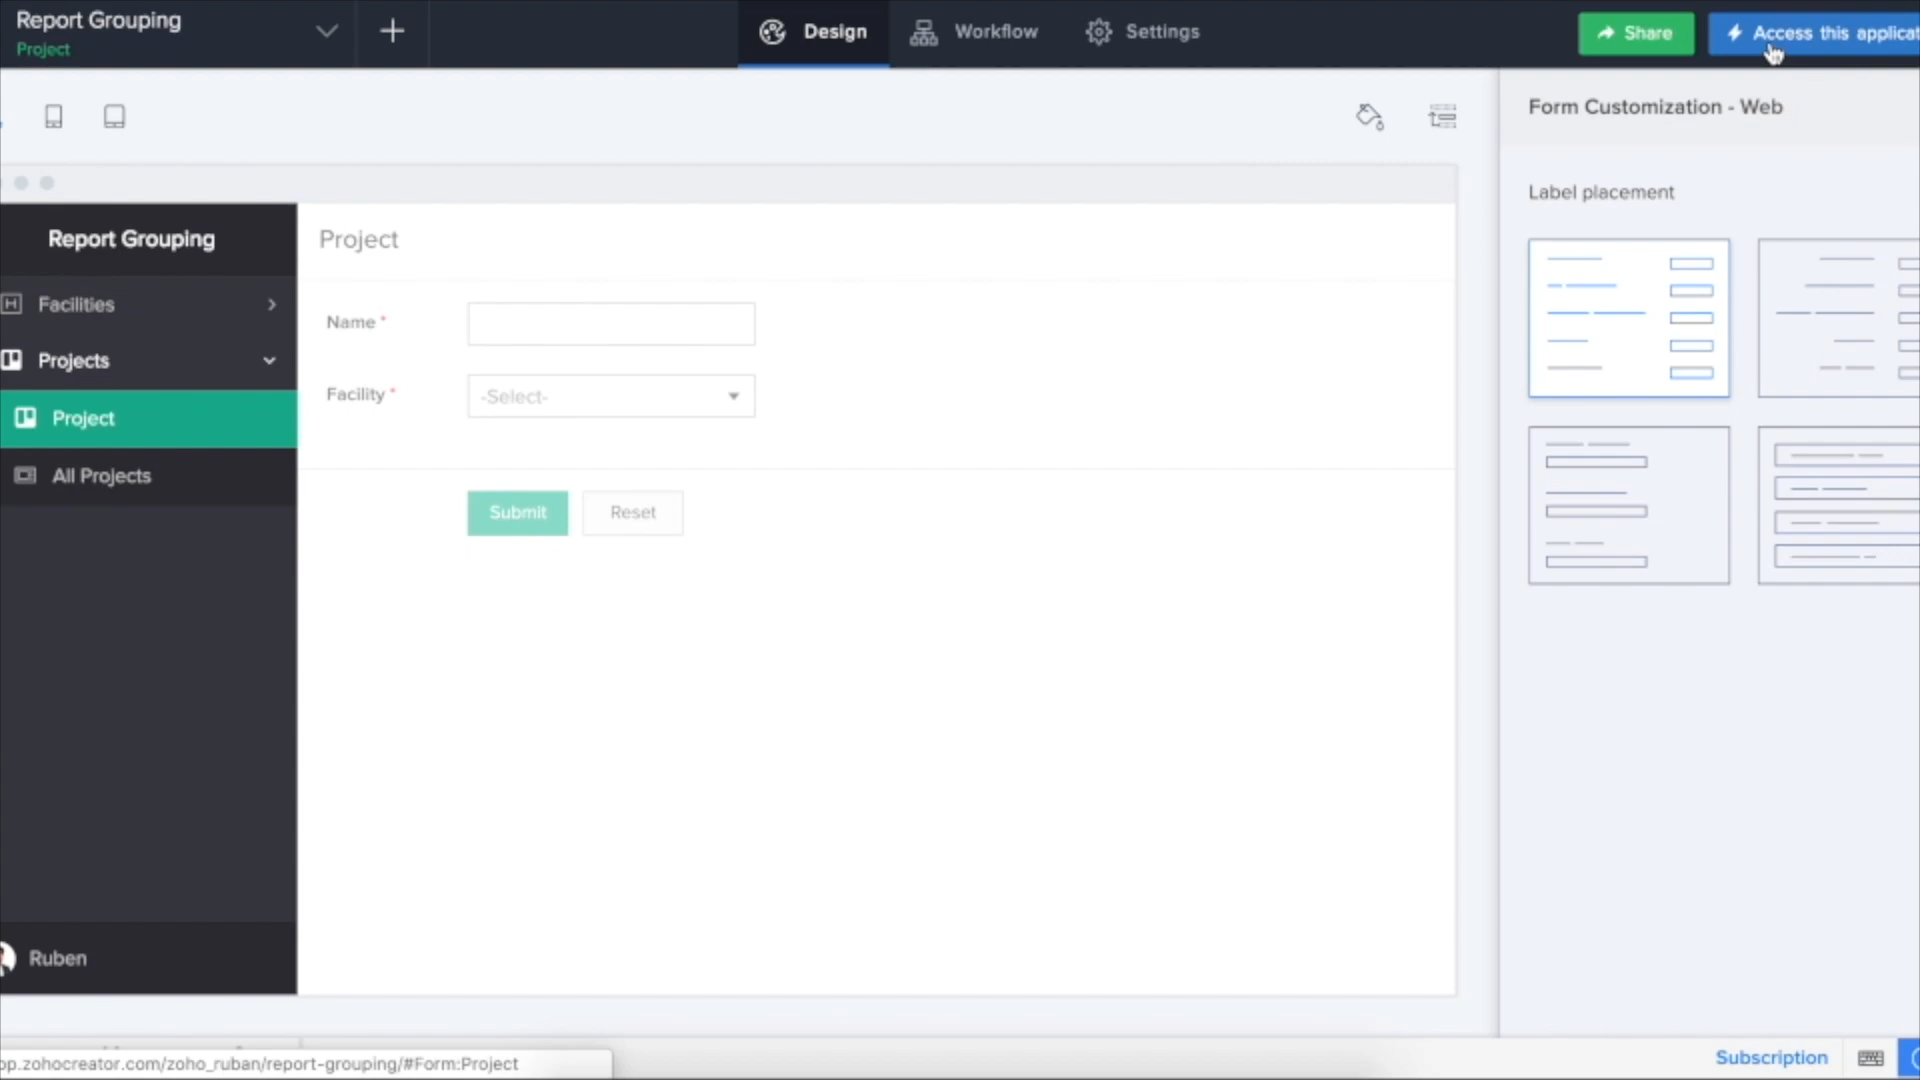 Report Grouping
Project
Design
Workflow
Settings
Share
Access this applicat
Form Customization - Web
Label placement
Report Grouping
Facilities
Projects
Project
All Projects
Ruben
Project
Name *
Facility *
-Select-
Submit
Reset
op.zohocreator.com/zoho_ruban/report-grouping/#Form:Project
Subscription